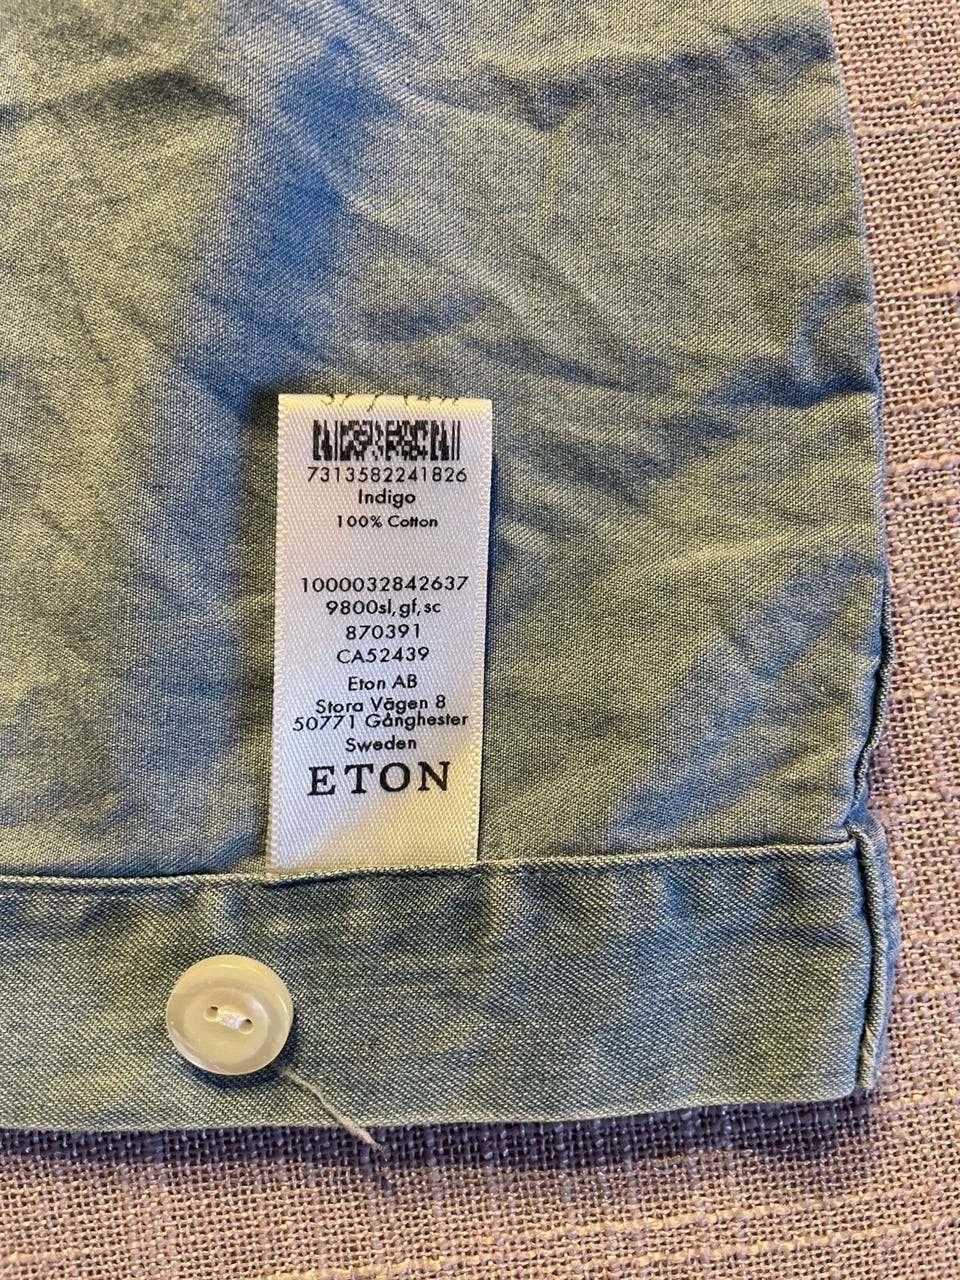 7313582241826
Indigo
100% Cotton
1000032842637
9800sl,gf,sc
870391
CA52439
Eton AB
Stora Vägen 8
50771 Gånghester
Sweden
ETON